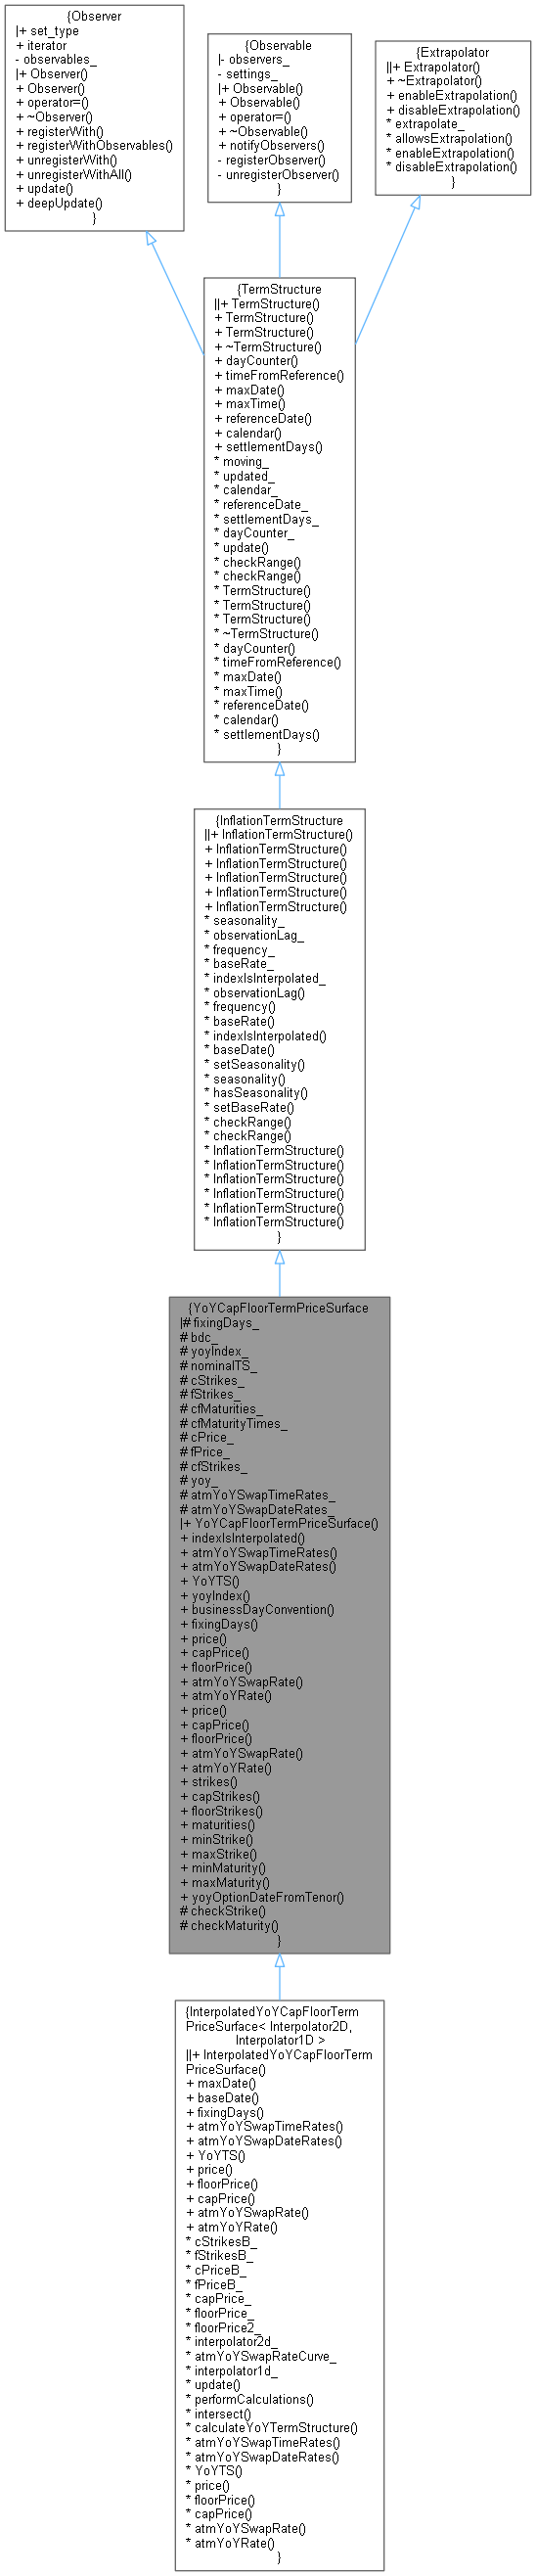 {Observer
|+ set_type
+ iterator
- observables_
|+ Observer()
+ Observer()
+ operator=()
+ ~Observer()
+ registerWith()
+ registerWithObservables()
+ unregisterWith()
+ unregisterWithAll()
+ update()
+ deepUpdate()
}
{Observable
|- observers_
- settings_
|+ Observable()
+ Observable()
+ operator=()
+ ~Observable()
+ notifyObservers()
- registerObserver()
- unregisterObserver()
}
{Extrapolator
||+ Extrapolator()
+ ~Extrapolator()
+ enableExtrapolation()
+ disableExtrapolation()
* extrapolate_
* allowsExtrapolation()
* enableExtrapolation()
* disableExtrapolation()
}
{TermStructure
||+ TermStructure()
+ TermStructure()
+ TermStructure()
+ ~TermStructure()
+ dayCounter()
+ timeFromReference()
+ maxDate()
+ maxTime()
+ referenceDate()
+ calendar()
+ settlementDays()
* moving_
* updated_
* calendar_
* referenceDate_
* settlementDays_
* dayCounter_
* update()
* checkRange()
* checkRange()
* TermStructure()
* TermStructure()
* TermStructure()
* ~TermStructure()
* dayCounter()
* timeFromReference()
* maxDate()
* maxTime()
* referenceDate()
* calendar()
* settlementDays()
}
{InflationTermStructure
||+ InflationTermStructure()
+ InflationTermStructure()
+ InflationTermStructure()
+ InflationTermStructure()
+ InflationTermStructure()
+ InflationTermStructure()
* seasonality_
* observationLag_
* frequency_
* baseRate_
* indexIsInterpolated_
* observationLag()
* frequency()
* baseRate()
* indexIsInterpolated()
* baseDate()
* setSeasonality()
* seasonality()
* hasSeasonality()
* setBaseRate()
* checkRange()
* checkRange()
* InflationTermStructure()
* InflationTermStructure()
* InflationTermStructure()
* InflationTermStructure()
* InflationTermStructure()
* InflationTermStructure()
}
{YoYCapFloorTermPriceSurface
|# fixingDays_
# bdc_
# yoyIndex_
# nominalTS_
# cStrikes_
# fStrikes_
# cfMaturities_
# cfMaturityTimes_
# cPrice_
# fPrice_
# cfStrikes_
# yoy_
# atmYoYSwapTimeRates_
# atmYoYSwapDateRates_
|+ YoYCapFloorTermPriceSurface()
+ indexIsInterpolated()
+ atmYoYSwapTimeRates()
+ atmYoYSwapDateRates()
+ YoYTS()
+ yoyIndex()
+ businessDayConvention()
+ fixingDays()
+ price()
+ capPrice()
+ floorPrice()
+ atmYoYSwapRate()
+ atmYoYRate()
+ price()
+ capPrice()
+ floorPrice()
+ atmYoYSwapRate()
+ atmYoYRate()
+ strikes()
+ capStrikes()
+ floorStrikes()
+ maturities()
+ minStrike()
+ maxStrike()
+ minMaturity()
+ maxMaturity()
+ yoyOptionDateFromTenor()
# checkStrike()
# checkMaturity()
}
{InterpolatedYoYCapFloorTerm
PriceSurface< Interpolator2D,
Interpolator1D >
||+ InterpolatedYoYCapFloorTerm
PriceSurface()
+ maxDate()
+ baseDate()
+ fixingDays()
+ atmYoYSwapTimeRates()
+ atmYoYSwapDateRates()
+ YoYTS()
+ price()
+ floorPrice()
+ capPrice()
+ atmYoYSwapRate()
+ atmYoYRate()
* cStrikesB_
* fStrikesB_
* cPriceB_
* fPriceB_
* capPrice_
* floorPrice_
* floorPrice2_
* interpolator2d_
* atmYoYSwapRateCurve_
* interpolator1d_
* update()
* performCalculations()
* intersect()
* calculateYoYTermStructure()
* atmYoYSwapTimeRates()
* atmYoYSwapDateRates()
* YoYTS()
* price()
* floorPrice()
* capPrice()
* atmYoYSwapRate()
* atmYoYRate()
}